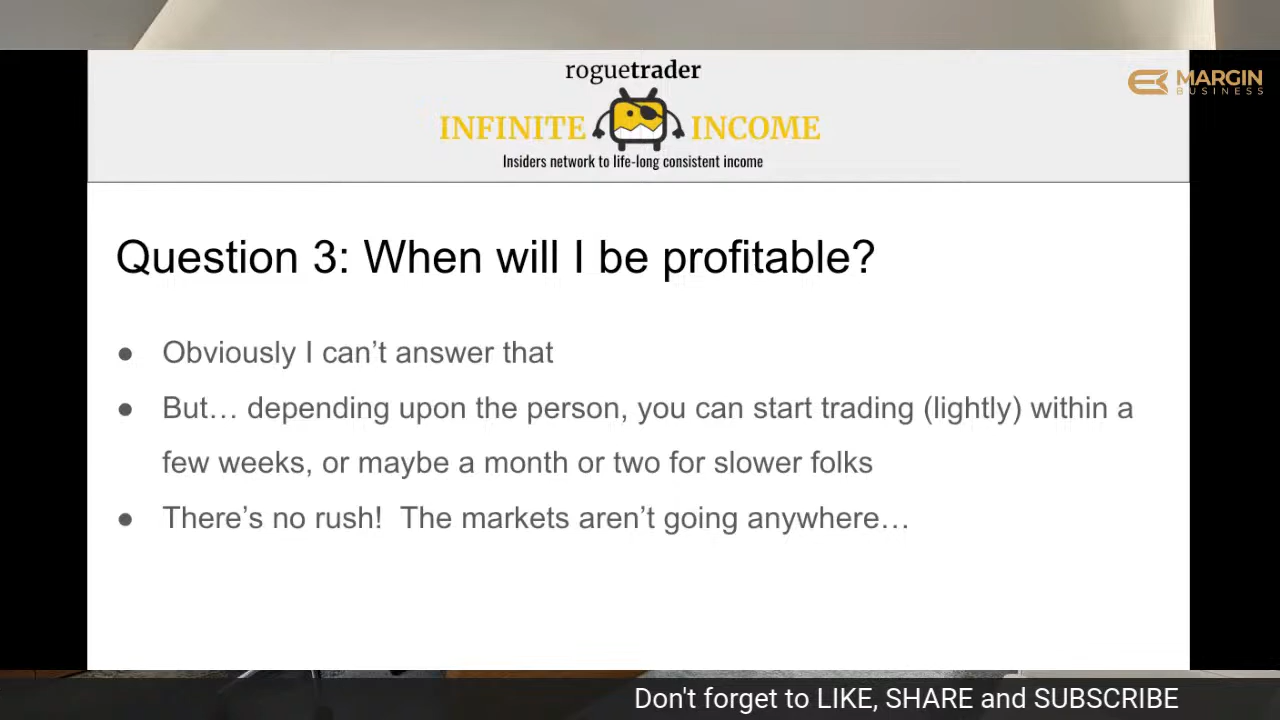 roguetrader
MARGIN
BUSINESS
INFINITE INCOME
Insiders network to life-long consistent income
Question 3: When will I be profitable?
● Obviously I can’t answer that
● But… depending upon the person, you can start trading (lightly) within a
few weeks, or maybe a month or two for slower folks
● There’s no rush!  The markets aren’t going anywhere…
Don't forget to LIKE, SHARE and SUBSCRIBE